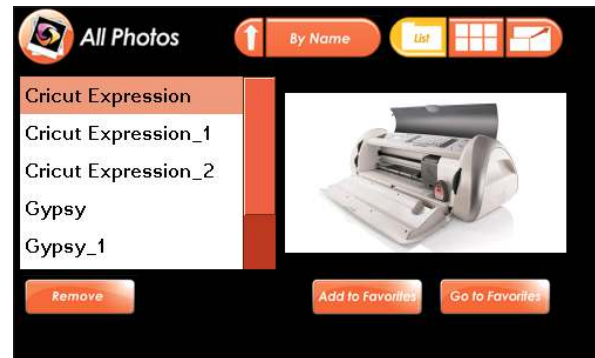 All Photos
By Name
List
Cricut Expression
Cricut Expression_1
Cricut Expression_2
Gypsy
Gypsy_1
Remove
Add to Favorites
Go to Favorites